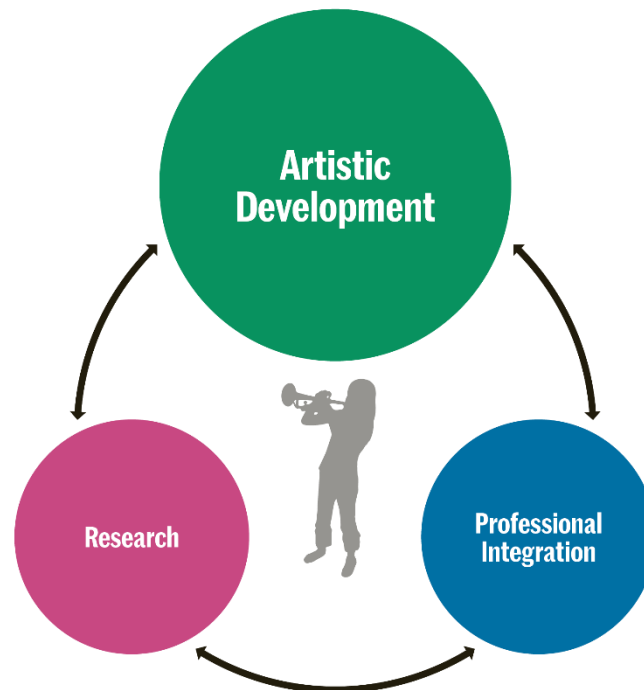 Artistic
Development
Research
Professional
Integration